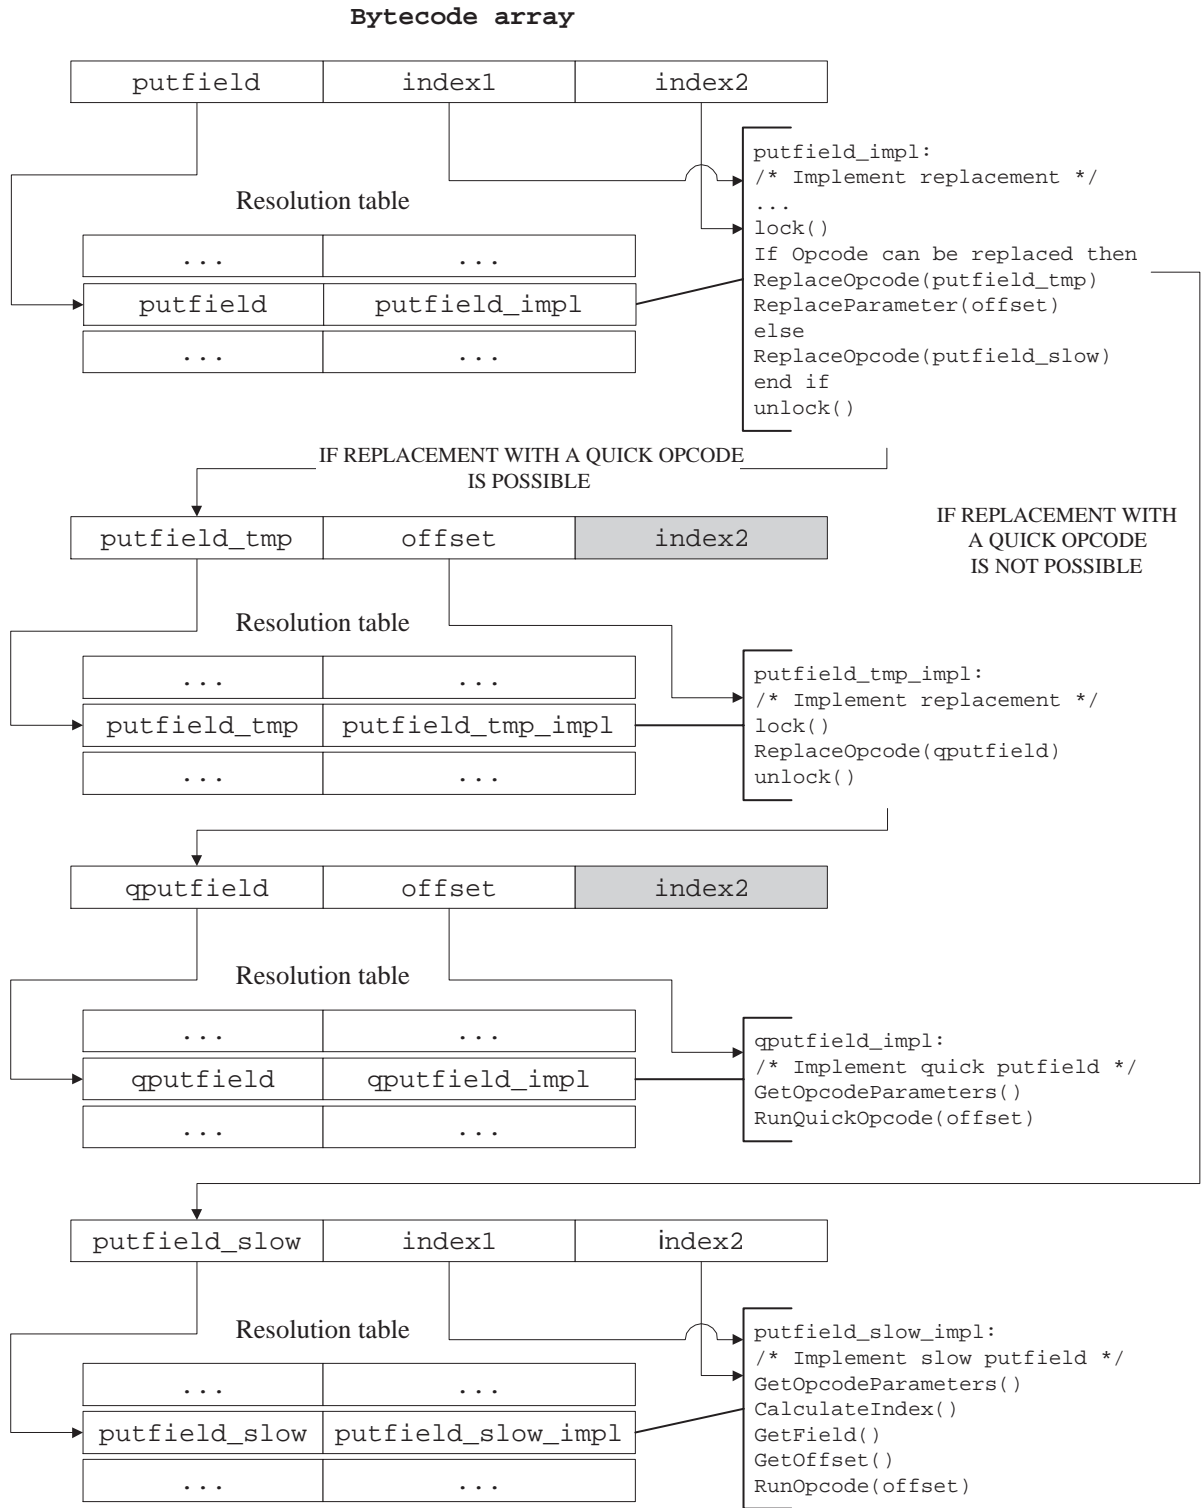 Bytecode array
putfield index1 index2
putfield_impl:
/* Implement replacement */
...
lock()
If Opcode can be replaced then
ReplaceOpcode(putfield_tmp)
ReplaceParameter(offset)
else
ReplaceOpcode(putfield_slow)
end if
unlock()
Resolution table
... ...
putfield putfield_impl
... ...
IF REPLACEMENT WITH A QUICK OPCODE
IS POSSIBLE
IF REPLACEMENT WITH
A QUICK OPCODE
IS NOT POSSIBLE
putfield_tmp offset index2
Resolution table
... ...
putfield_tmp putfield_tmp_impl
... ...
putfield_tmp_impl:
/* Implement replacement */
lock()
ReplaceOpcode(qputfield)
unlock()
qputfield offset index2
Resolution table
... ...
qputfield qputfield_impl
... ...
qputfield_impl:
/* Implement quick putfield */
GetOpcodeParameters()
RunQuickOpcode(offset)
putfield_slow index1 index2
Resolution table
... ...
putfield_slow putfield_slow_impl
... ...
putfield_slow_impl:
/* Implement slow putfield */
GetOpcodeParameters()
CalculateIndex()
GetField()
GetOffset()
RunOpcode(offset)